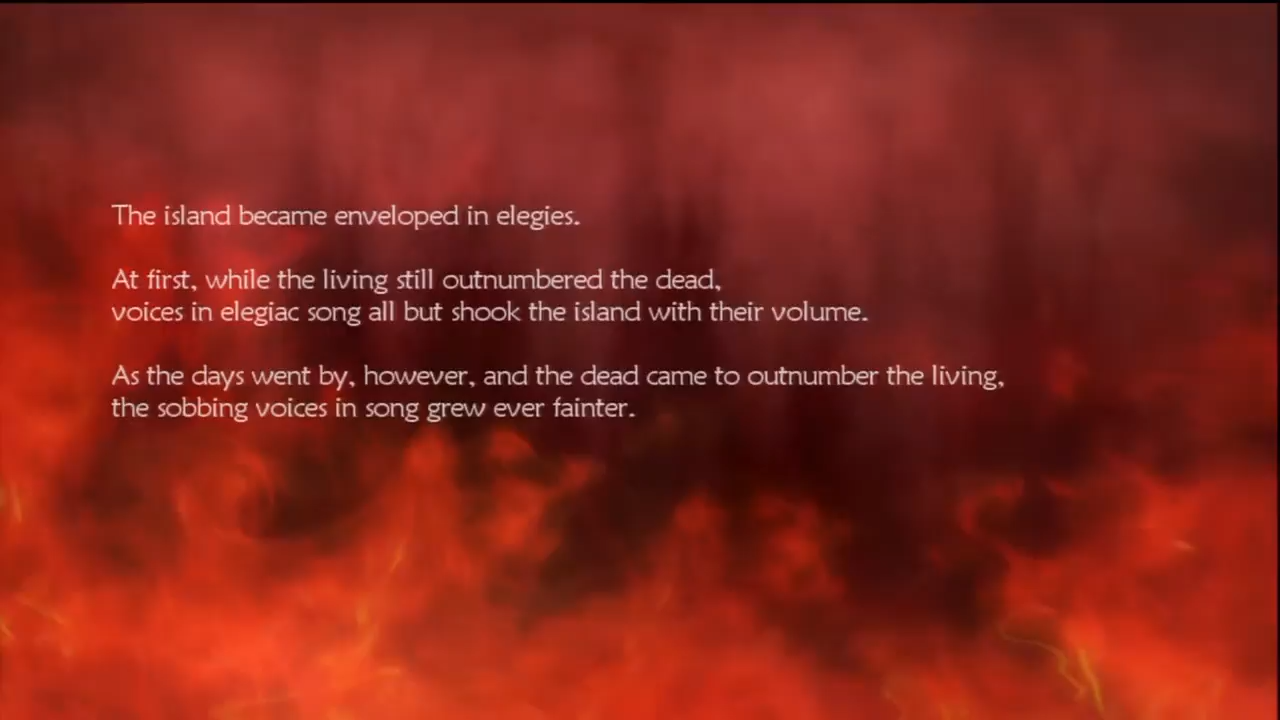 The island became enveloped in elegies.
At first, while the living still outnumbered the dead,
voices in elegiac song all but shook the island with their volume.
As the days went by, however, and the dead came to outnumber the living,
the sobbing voices in song grew ever fainter.